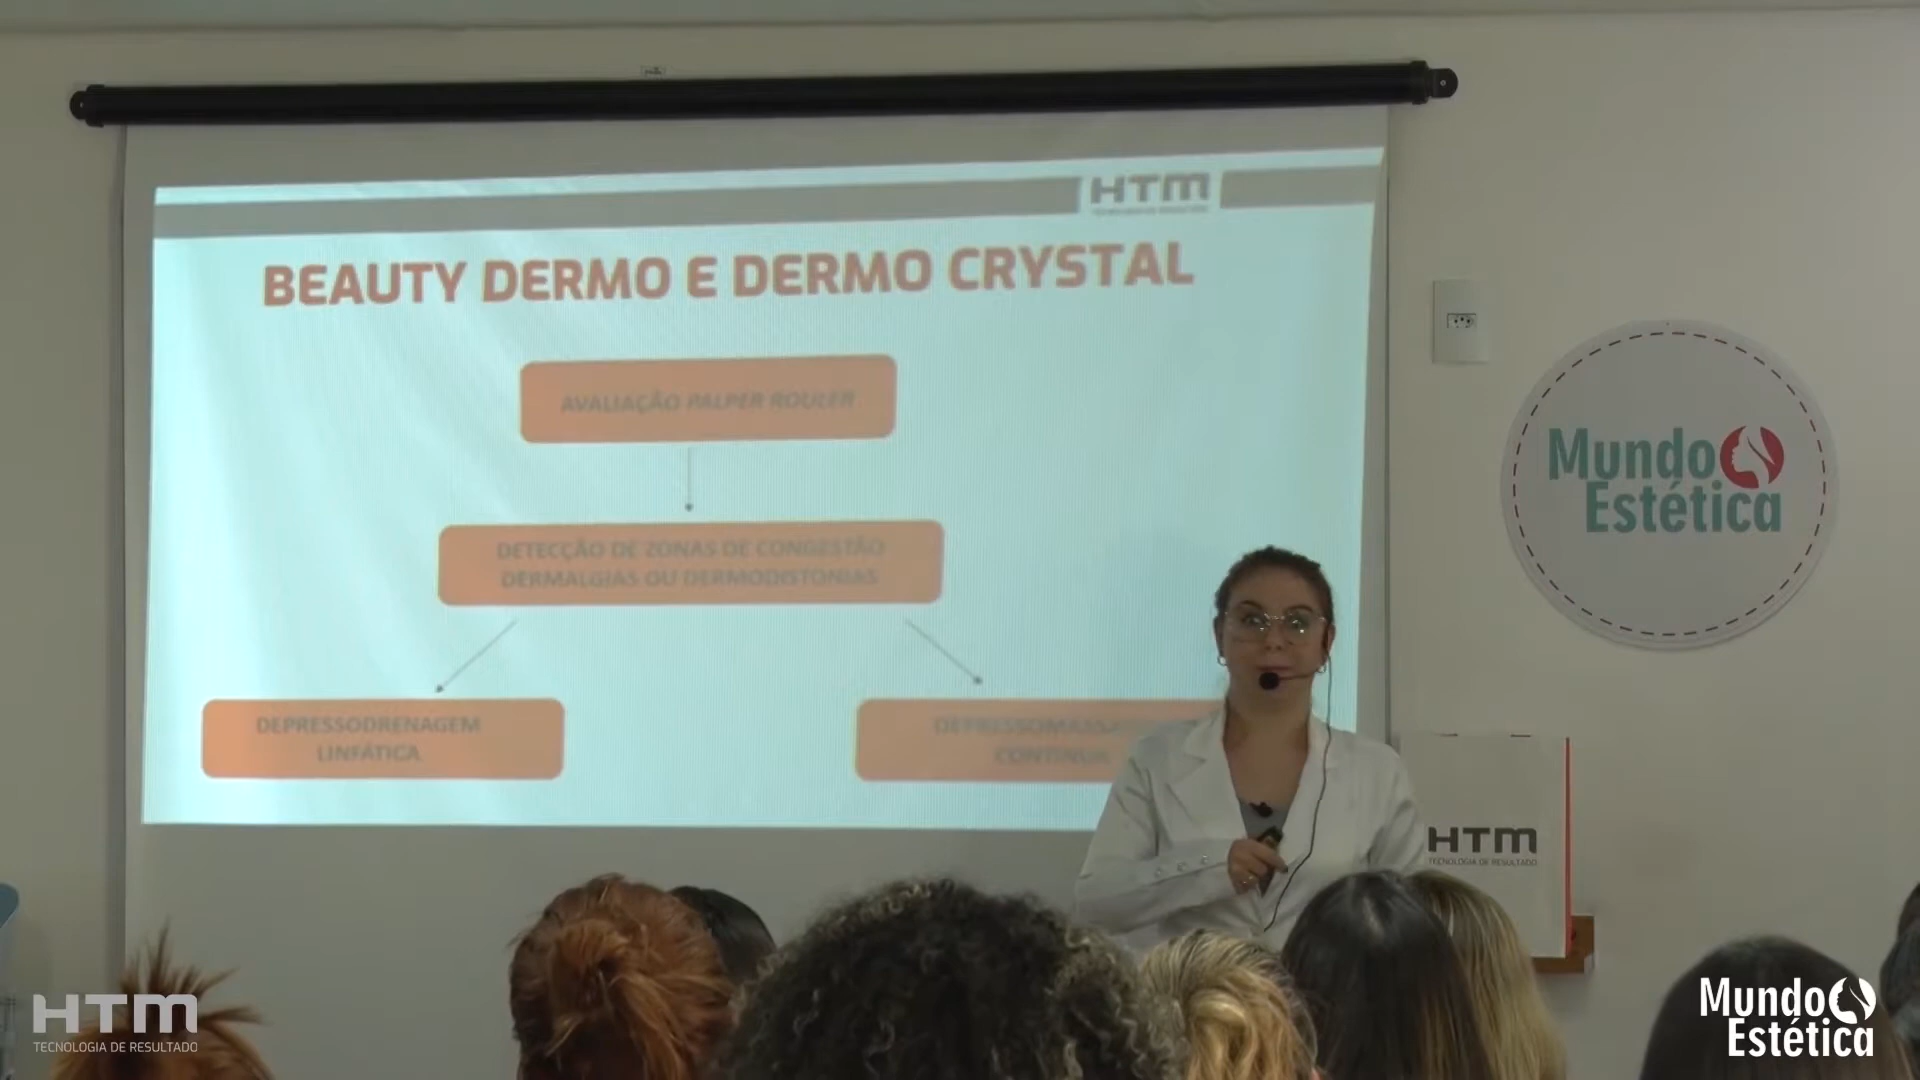 HTM
BEAUTY DERMO E DERMO CRYSTAL
AVALIAÇÃO PALPER ROULER
DETECÇÃO DE ZONAS DE CONGESTÃO
DERMALGIAS OU DERMODISTONIAS
DEPRESSODRENAGEM
LINFÁTICA
CONTINUA
Mundo
Estética
HTM
TECNOLOGIA DE RESULTADO
HTM
TECNOLOGIA DE RESULTADO
Mundo
Estética